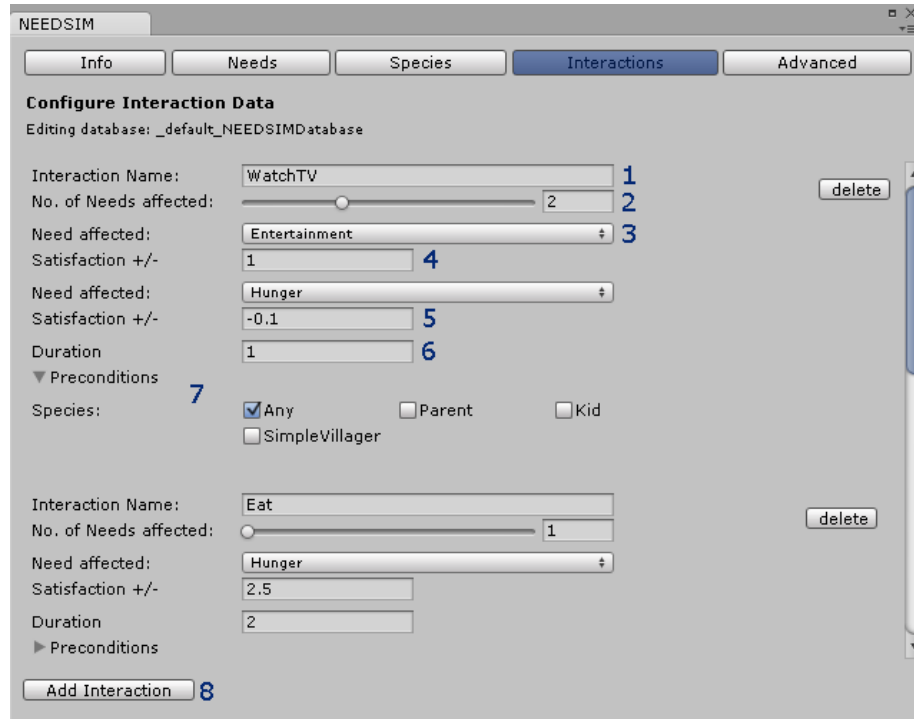 NEEDSIM
Info Needs Species Interactions Advanced
Configure Interaction Data
Editing database: _default_NEEDSIMDatabase
Interaction Name: WatchTV 1 delete
No. of Needs affected: 2 2
Need affected: Entertainment 3
Satisfaction +/- 1 4
Need affected: Hunger
Satisfaction +/- -0.1 5
Duration 1 6
Preconditions 7
Species: Any Parent Kid
SimpleVillager
Interaction Name: Eat delete
No. of Needs affected: 1
Need affected: Hunger
Satisfaction +/- 2.5
Duration 2
Preconditions
Add Interaction 8